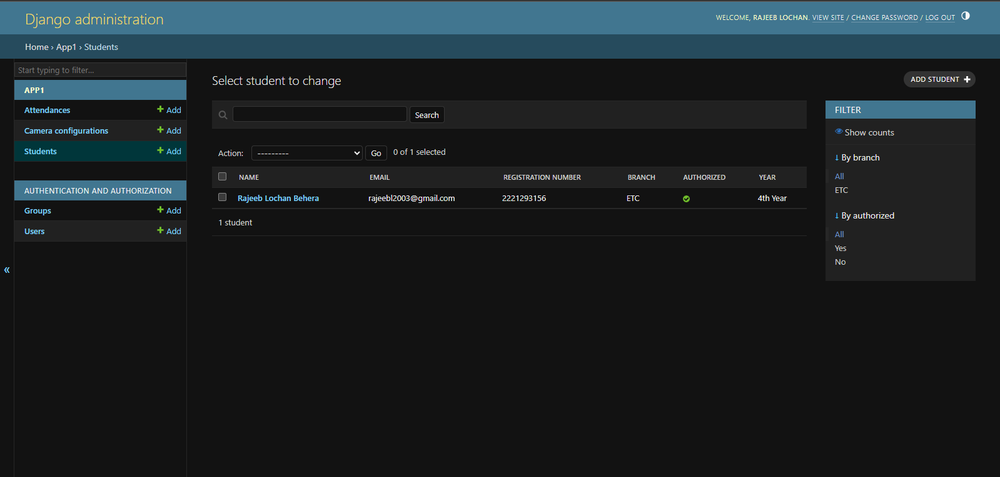 Django administration
WELCOME, RAJEEB LOCHAN. VIEW SITE / CHANGE PASSWORD / LOG OUT
Home › App1 › Students
Start typing to filter...
APP1
Attendances + Add
Camera configurations + Add
Students + Add
AUTHENTICATION AND AUTHORIZATION
Groups + Add
Users + Add
«
Select student to change
ADD STUDENT +
Search
Action: --------- Go 0 of 1 selected
NAME EMAIL REGISTRATION NUMBER BRANCH AUTHORIZED YEAR
Rajeeb Lochan Behera rajeebl2003@gmail.com 2221293156 ETC 4th Year
1 student
FILTER
Show counts
↓ By branch
All
ETC
↓ By authorized
All
Yes
No